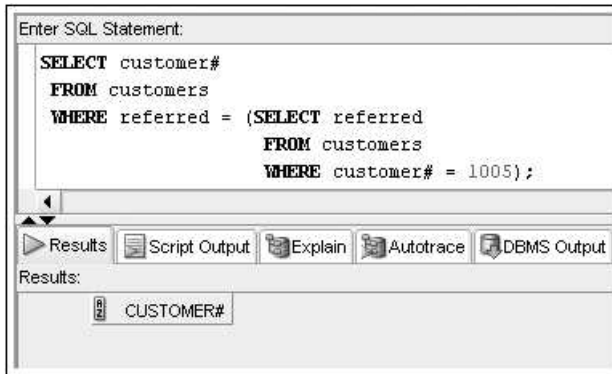 Enter SQL Statement:
SELECT customer#
FROM customers
WHERE referred = (SELECT referred
FROM customers
WHERE customer# = 1005);
Results Script Output Explain Autotrace DBMS Output
Results:
A Z CUSTOMER#